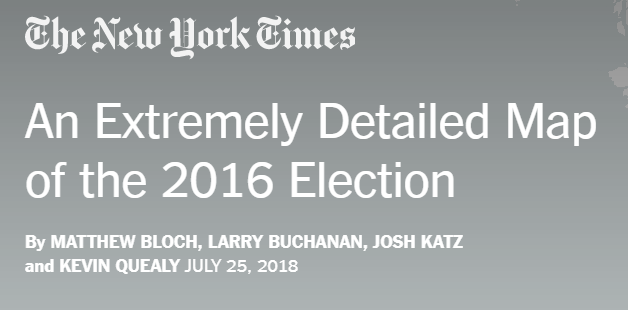 The New York Times
An Extremely Detailed Map
of the 2016 Election
By MATTHEW BLOCH, LARRY BUCHANAN, JOSH KATZ
and KEVIN QUEALY JULY 25, 2018